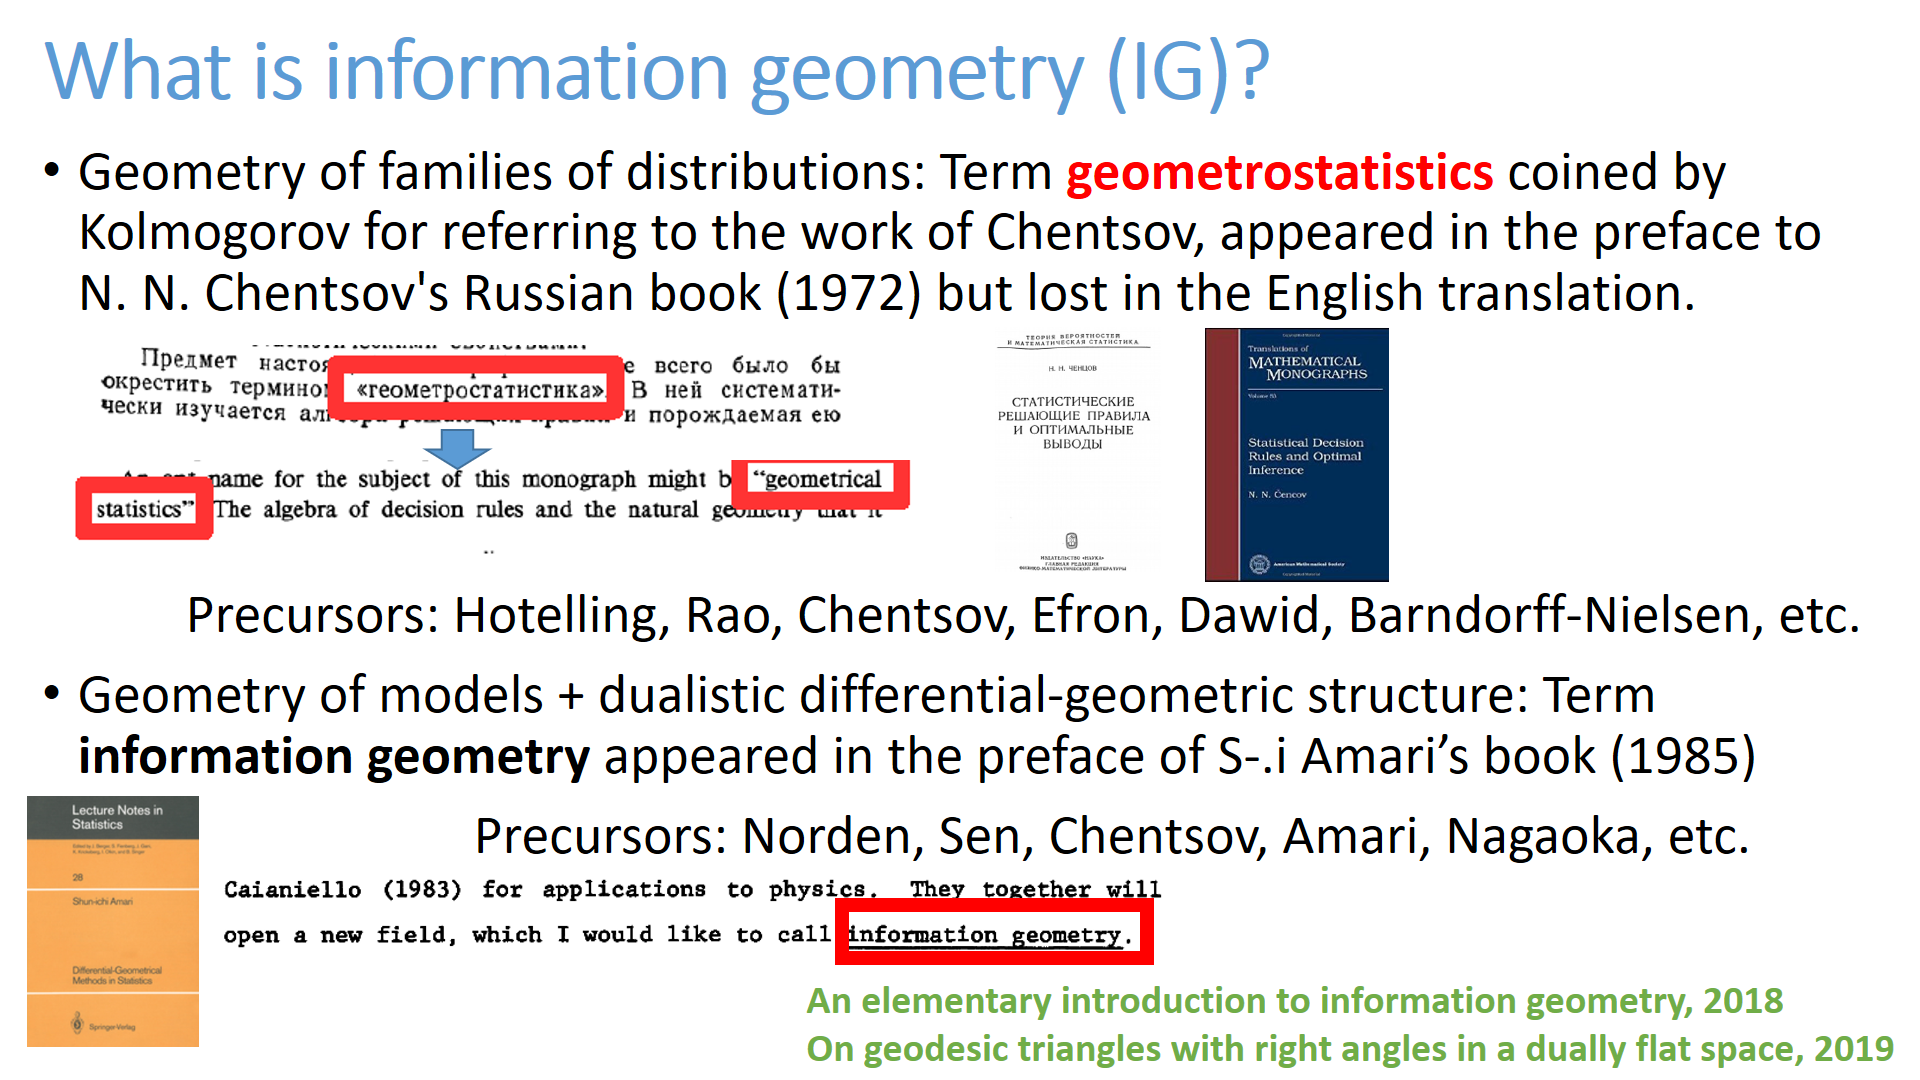 What is information geometry (IG)?
• Geometry of families of distributions: Term geometrostatistics coined by
Kolmogorov for referring to the work of Chentsov, appeared in the preface to
N. N. Chentsov's Russian book (1972) but lost in the English translation.
Предмет настоя е всего было бы
окрестить термино «геометростатистика» В ней системати-
чески изучается ал и порождаемая ею
name for the subject of this monograph might b “geometrical
statistics” The algebra of decision rules and the natural geometry that it
ТЕОРИЯ ВЕРОЯТНОСТЕЙ
И МАТЕМАТИЧЕСКАЯ СТАТИСТИКА
Н. Н. ЧЕНЦОВ
СТАТИСТИЧЕСКИЕ
РЕШАЮЩИЕ ПРАВИЛА
И ОПТИМАЛЬНЫЕ
ВЫВОДЫ
ИЗДАТЕЛЬСТВО «НАУКА»
ГЛАВНАЯ РЕДАКЦИЯ
ФИЗИКО-МАТЕМАТИЧЕСКОЙ ЛИТЕРАТУРЫ
Translations of
MATHEMATICAL
MONOGRAPHS
Volume 53
Statistical Decision
Rules and Optimal
Inference
N. N. Čencov
American Mathematical Society
Precursors: Hotelling, Rao, Chentsov, Efron, Dawid, Barndorff-Nielsen, etc.
• Geometry of models + dualistic differential-geometric structure: Term
information geometry appeared in the preface of S-.i Amari’s book (1985)
Precursors: Norden, Sen, Chentsov, Amari, Nagaoka, etc.
Lecture Notes in
Statistics
28
Shun-ichi Amari
Differential-Geometrical
Methods in Statistics
Springer-Verlag
Caianiello (1983) for applications to physics. They together will
open a new field, which I would like to call information geometry.
An elementary introduction to information geometry, 2018
On geodesic triangles with right angles in a dually flat space, 2019